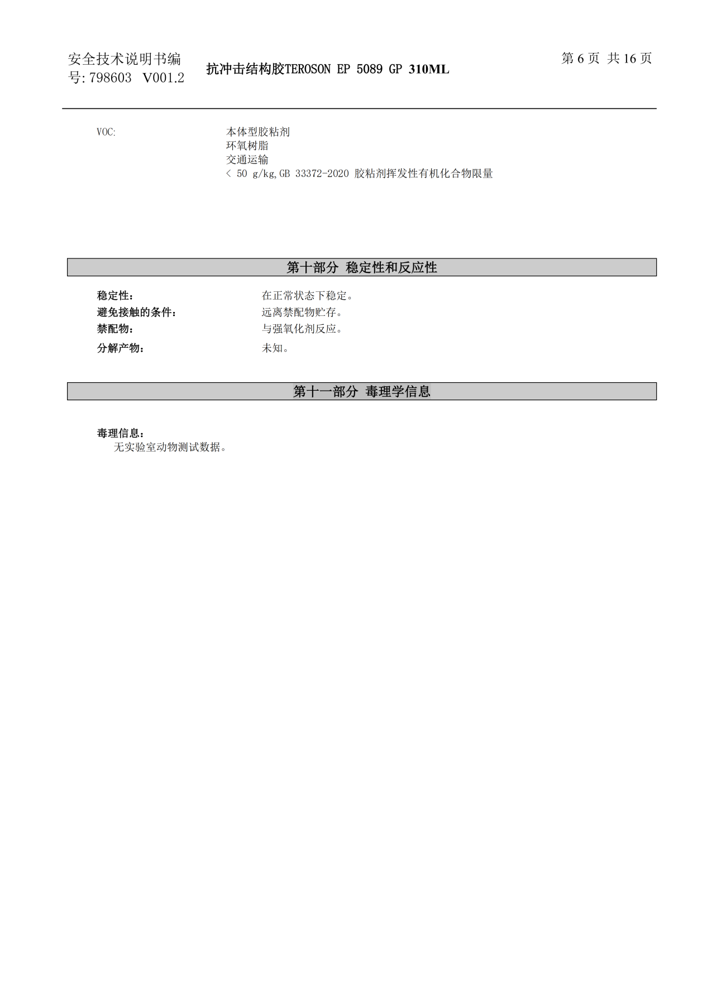 安全技术说明书编
号: 798603 V001.2
抗冲击结构胶TEROSON EP 5089 GP 310ML
第 6 页 共 16 页
VOC:
本体型胶粘剂
环氧树脂
交通运输
< 50 g/kg,GB 33372-2020 胶粘剂挥发性有机化合物限量
第十部分 稳定性和反应性
稳定性: 在正常状态下稳定。
避免接触的条件: 远离禁配物贮存。
禁配物: 与强氧化剂反应。
分解产物: 未知。
第十一部分 毒理学信息
毒理信息:
无实验室动物测试数据。